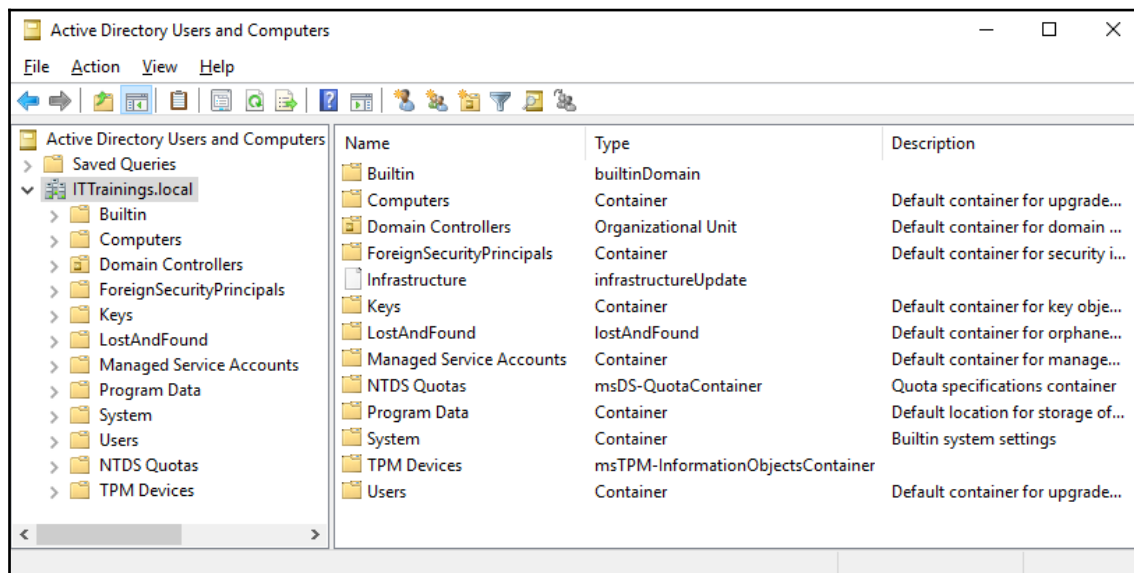 Active Directory Users and Computers
File Action View Help
Active Directory Users and Computers
Saved Queries
ITTrainings.local
Builtin
Computers
Domain Controllers
ForeignSecurityPrincipals
Keys
LostAndFound
Managed Service Accounts
Program Data
System
Users
NTDS Quotas
TPM Devices
Name Type Description
Builtin builtinDomain
Computers Container Default container for upgrade...
Domain Controllers Organizational Unit Default container for domain ...
ForeignSecurityPrincipals Container Default container for security i...
Infrastructure infrastructureUpdate
Keys Container Default container for key obje...
LostAndFound lostAndFound Default container for orphane...
Managed Service Accounts Container Default container for manage...
NTDS Quotas msDS-QuotaContainer Quota specifications container
Program Data Container Default location for storage of...
System Container Builtin system settings
TPM Devices msTPM-InformationObjectsContainer
Users Container Default container for upgrade...